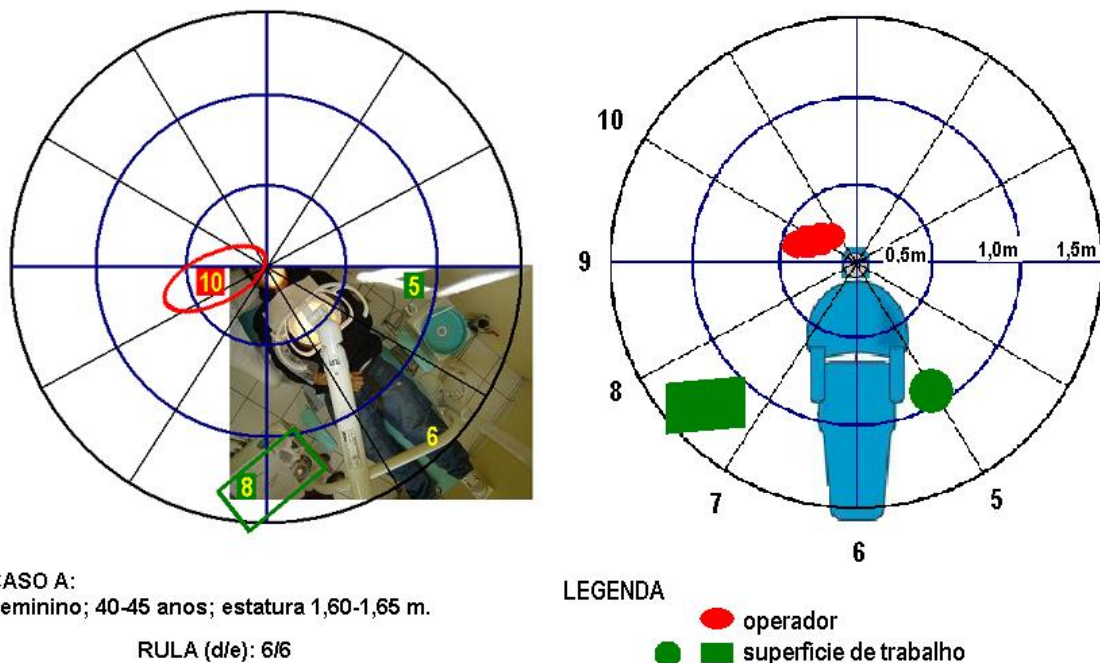 10
5
6
8
10
9
8
7
6
5
0,5m
1,0m
1,5m
CASO A:
eminino; 40-45 anos; estatura 1,60-1,65 m.
RULA (d/e): 6/6
LEGENDA
operador
superficie de trabalho